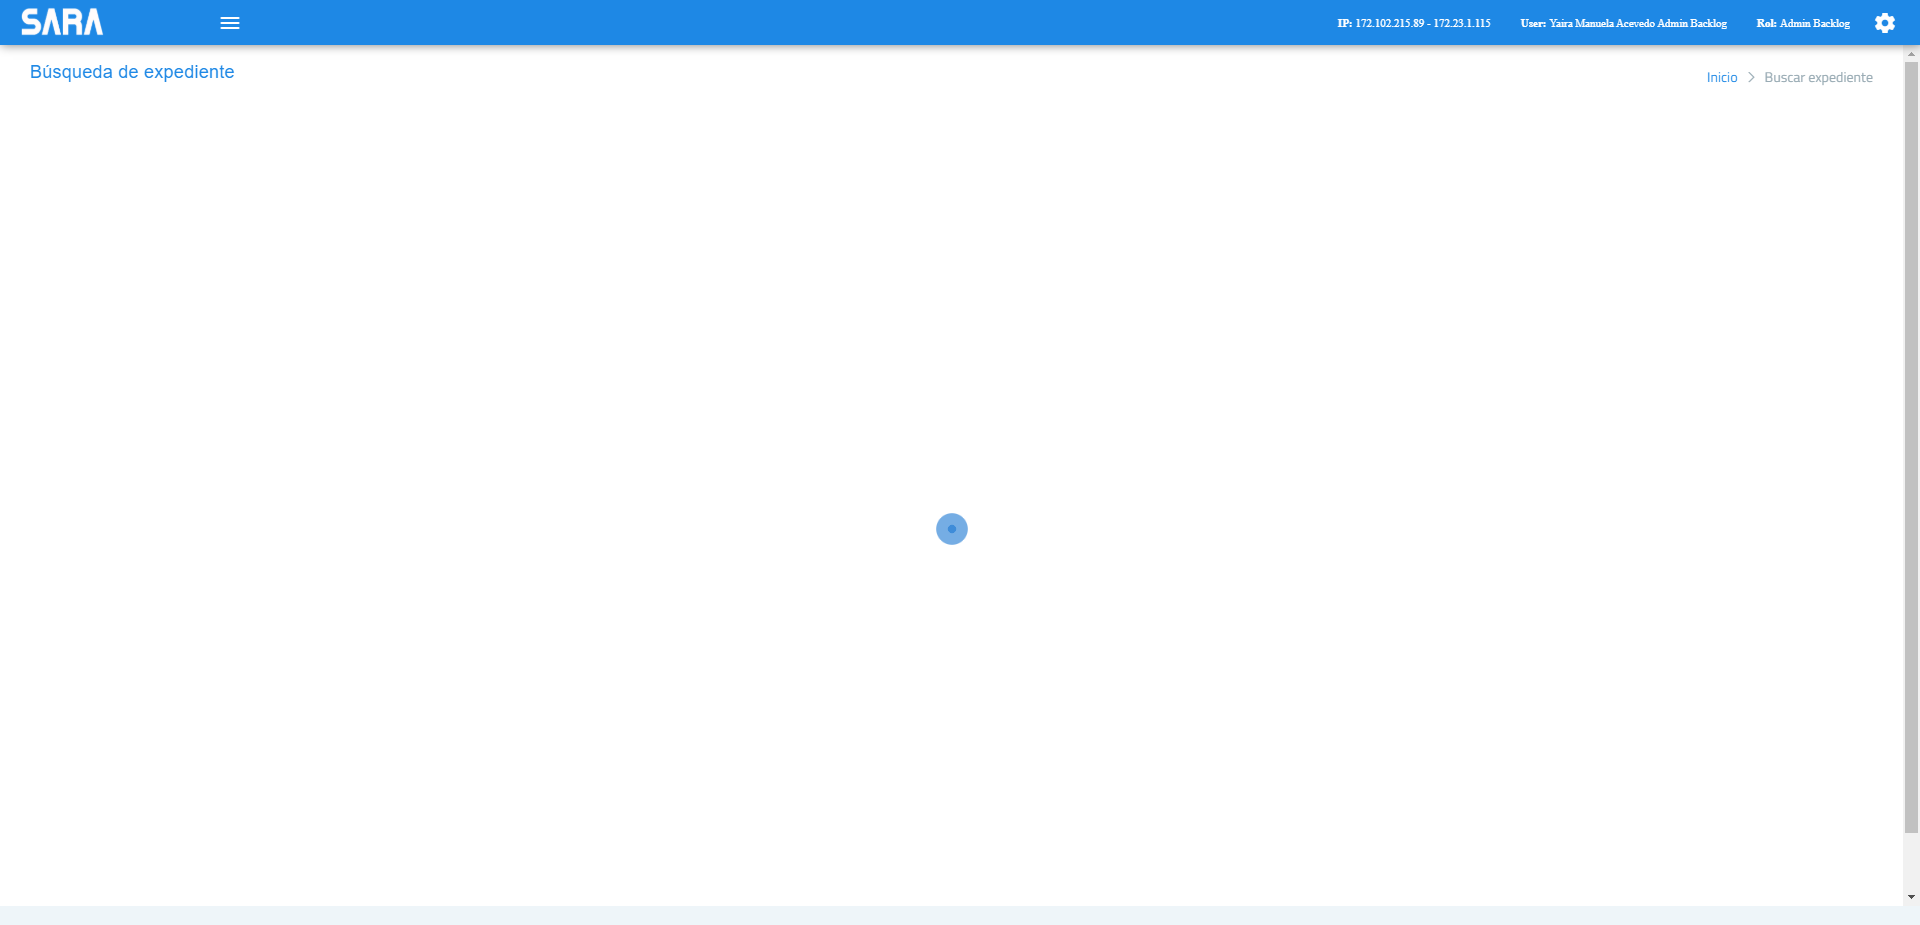 SARA
IP: 172.102.215.89 - 172.23.1.115
User: Yaira Manuela Acevedo Admin Backlog
Rol: Admin Backlog
Búsqueda de expediente
Inicio > Buscar expediente